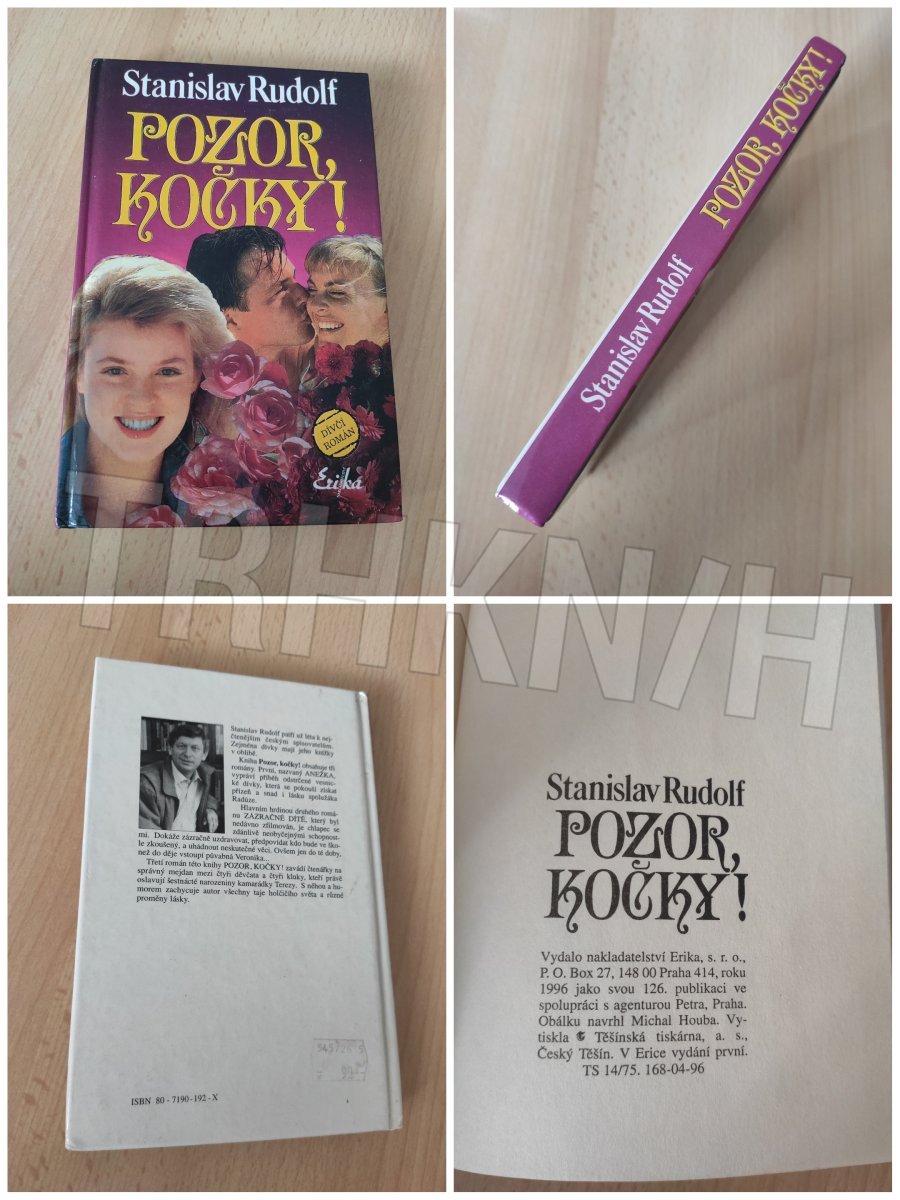 Stanislav Rudolf
POZOR,
KOČKY!
DÍVČÍ
ROMÁN
Erika
Stanislav Rudolf POZOR, KOČKY!
Stanislav Rudolf patří už léta k nej-
čtenějším českým spisovatelům.
Zejména dívky mají jeho knížky
v oblibě.
Kniha Pozor, kočky! obsahuje tři
romány. První, nazvaný ANEŽKA,
vypráví příběh odstrčené vesnic-
ké dívky, která se pokouší získat
přízeň a snad i lásku spolužáka
Radúze.
Hlavním hrdinou druhého romá-
nu ZÁZRAČNÉ DÍTĚ, který byl
nedávno zfilmován, je chlapec se
zdánlivě neobyčejnými schopnost-
mi. Dokáže zázračně uzdravovat, předpovídat kdo bude ve ško-
le zkoušený, a uhádnout neskutečné věci. Ovšem jen do té doby,
než do děje vstoupí půvabná Veronika...
Třetí román této knihy POZOR, KOČKY! zavádí čtenářky na
správný mejdan mezi čtyři děvčata a čtyři kluky, kteří právě
oslavují šestnácté narozeniny kamarádky Terezy. S něhou a hu-
morem zachycuje autor všechny taje holčičího světa a různé
proměny lásky.
ISBN 80 - 7190 - 192 - X
Stanislav Rudolf
POZOR,
KOČKY!
Vydalo nakladatelství Erika, s. r. o.,
P. O. Box 27, 148 00 Praha 414, roku
1996 jako svou 126. publikaci ve
spolupráci s agenturou Petra, Praha.
Obálku navrhl Michal Houba. Vy-
tiskla Těšínská tiskárna, a. s.,
Český Těšín. V Erice vydání první.
TS 14/75. 168-04-96
TRHKN/H